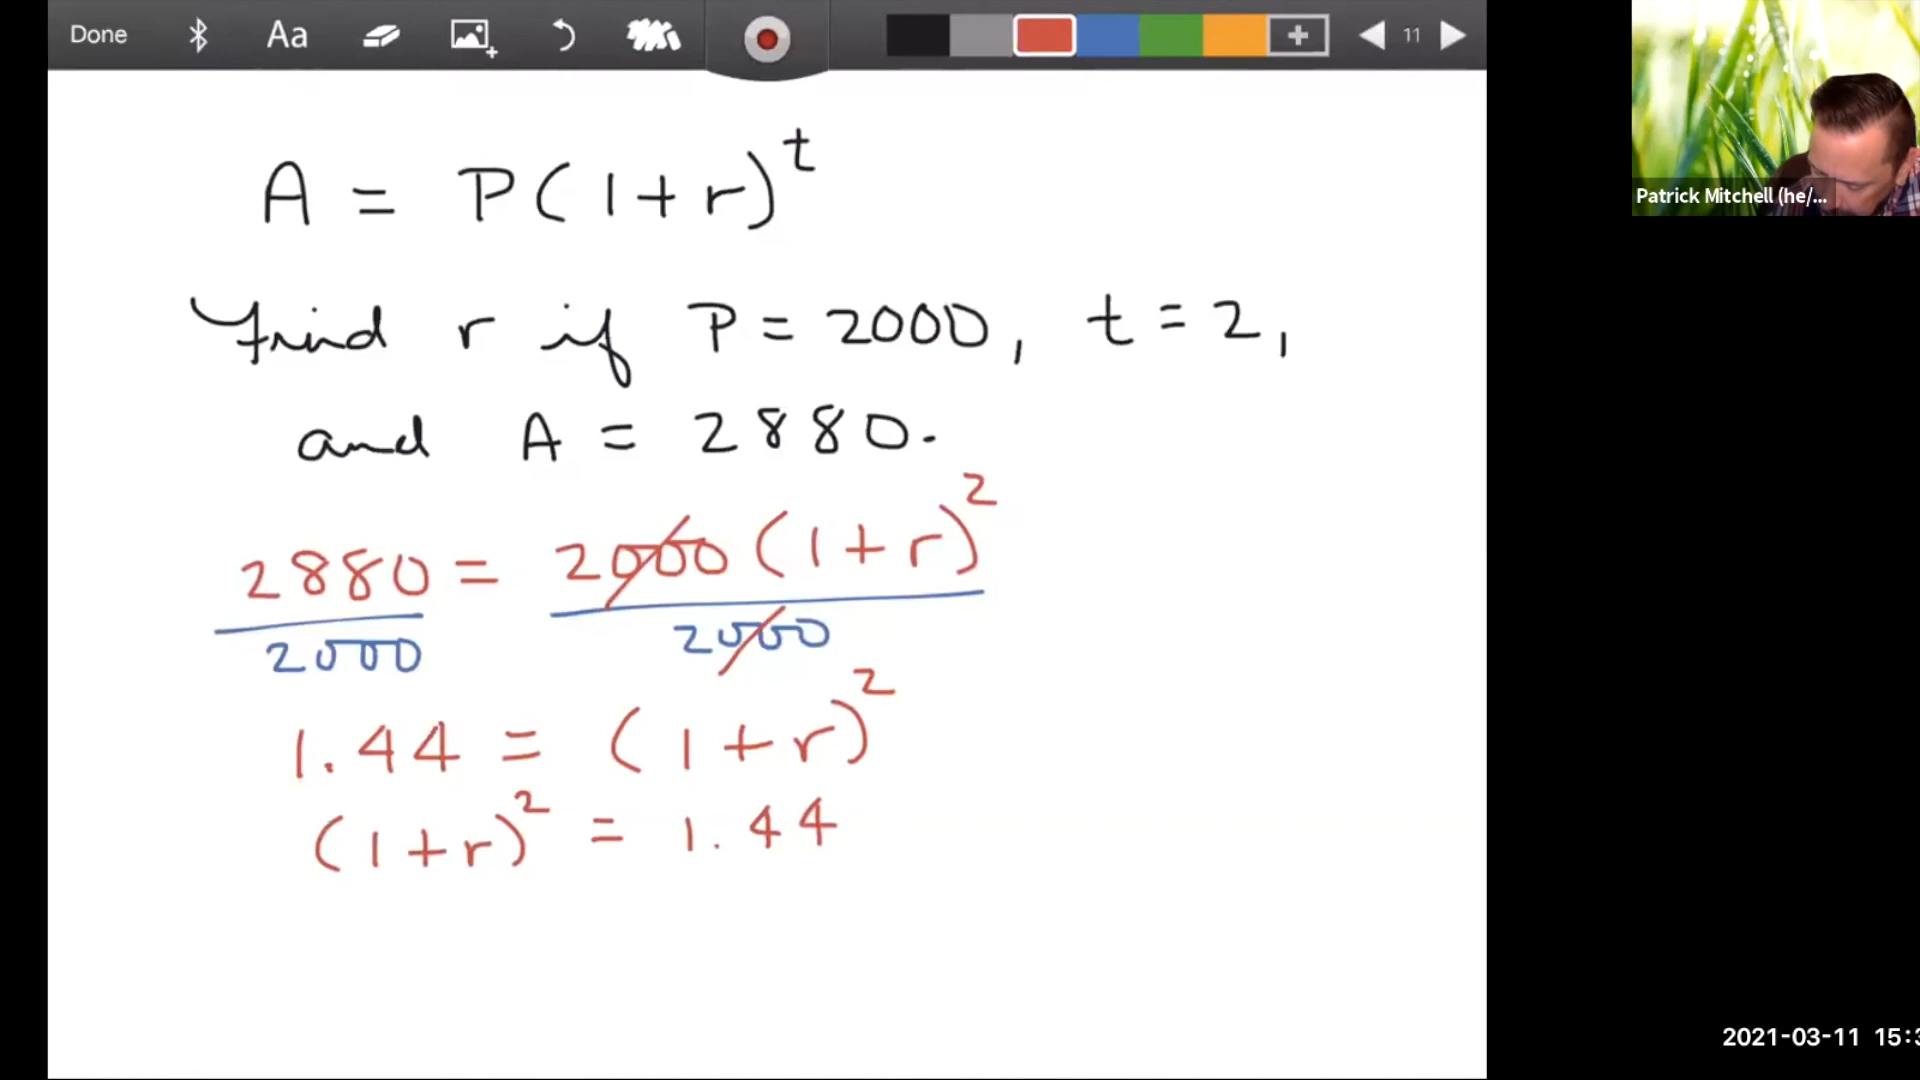 Done Aa 11
A = P(1+r)^t
Find r if P = 2000, t = 2,
and A = 2880.
2880 = 2000 (1+r)^2
2000 2000
1.44 = (1+r)^2
(1+r)^2 = 1.44
Patrick Mitchell (he/...
2021-03-11 15:3